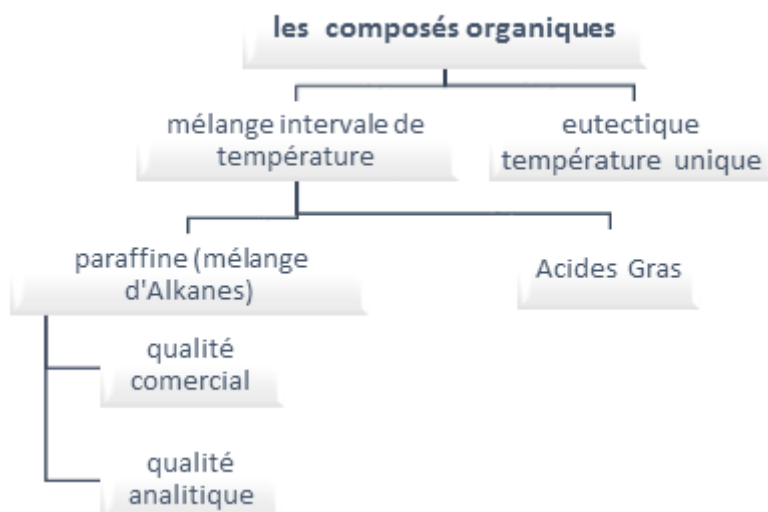 les composés organiques
mélange intervale de
température
eutectique
température unique
paraffine (mélange
d'Alkanes)
Acides Gras
qualité
comercial
qualité
analitique